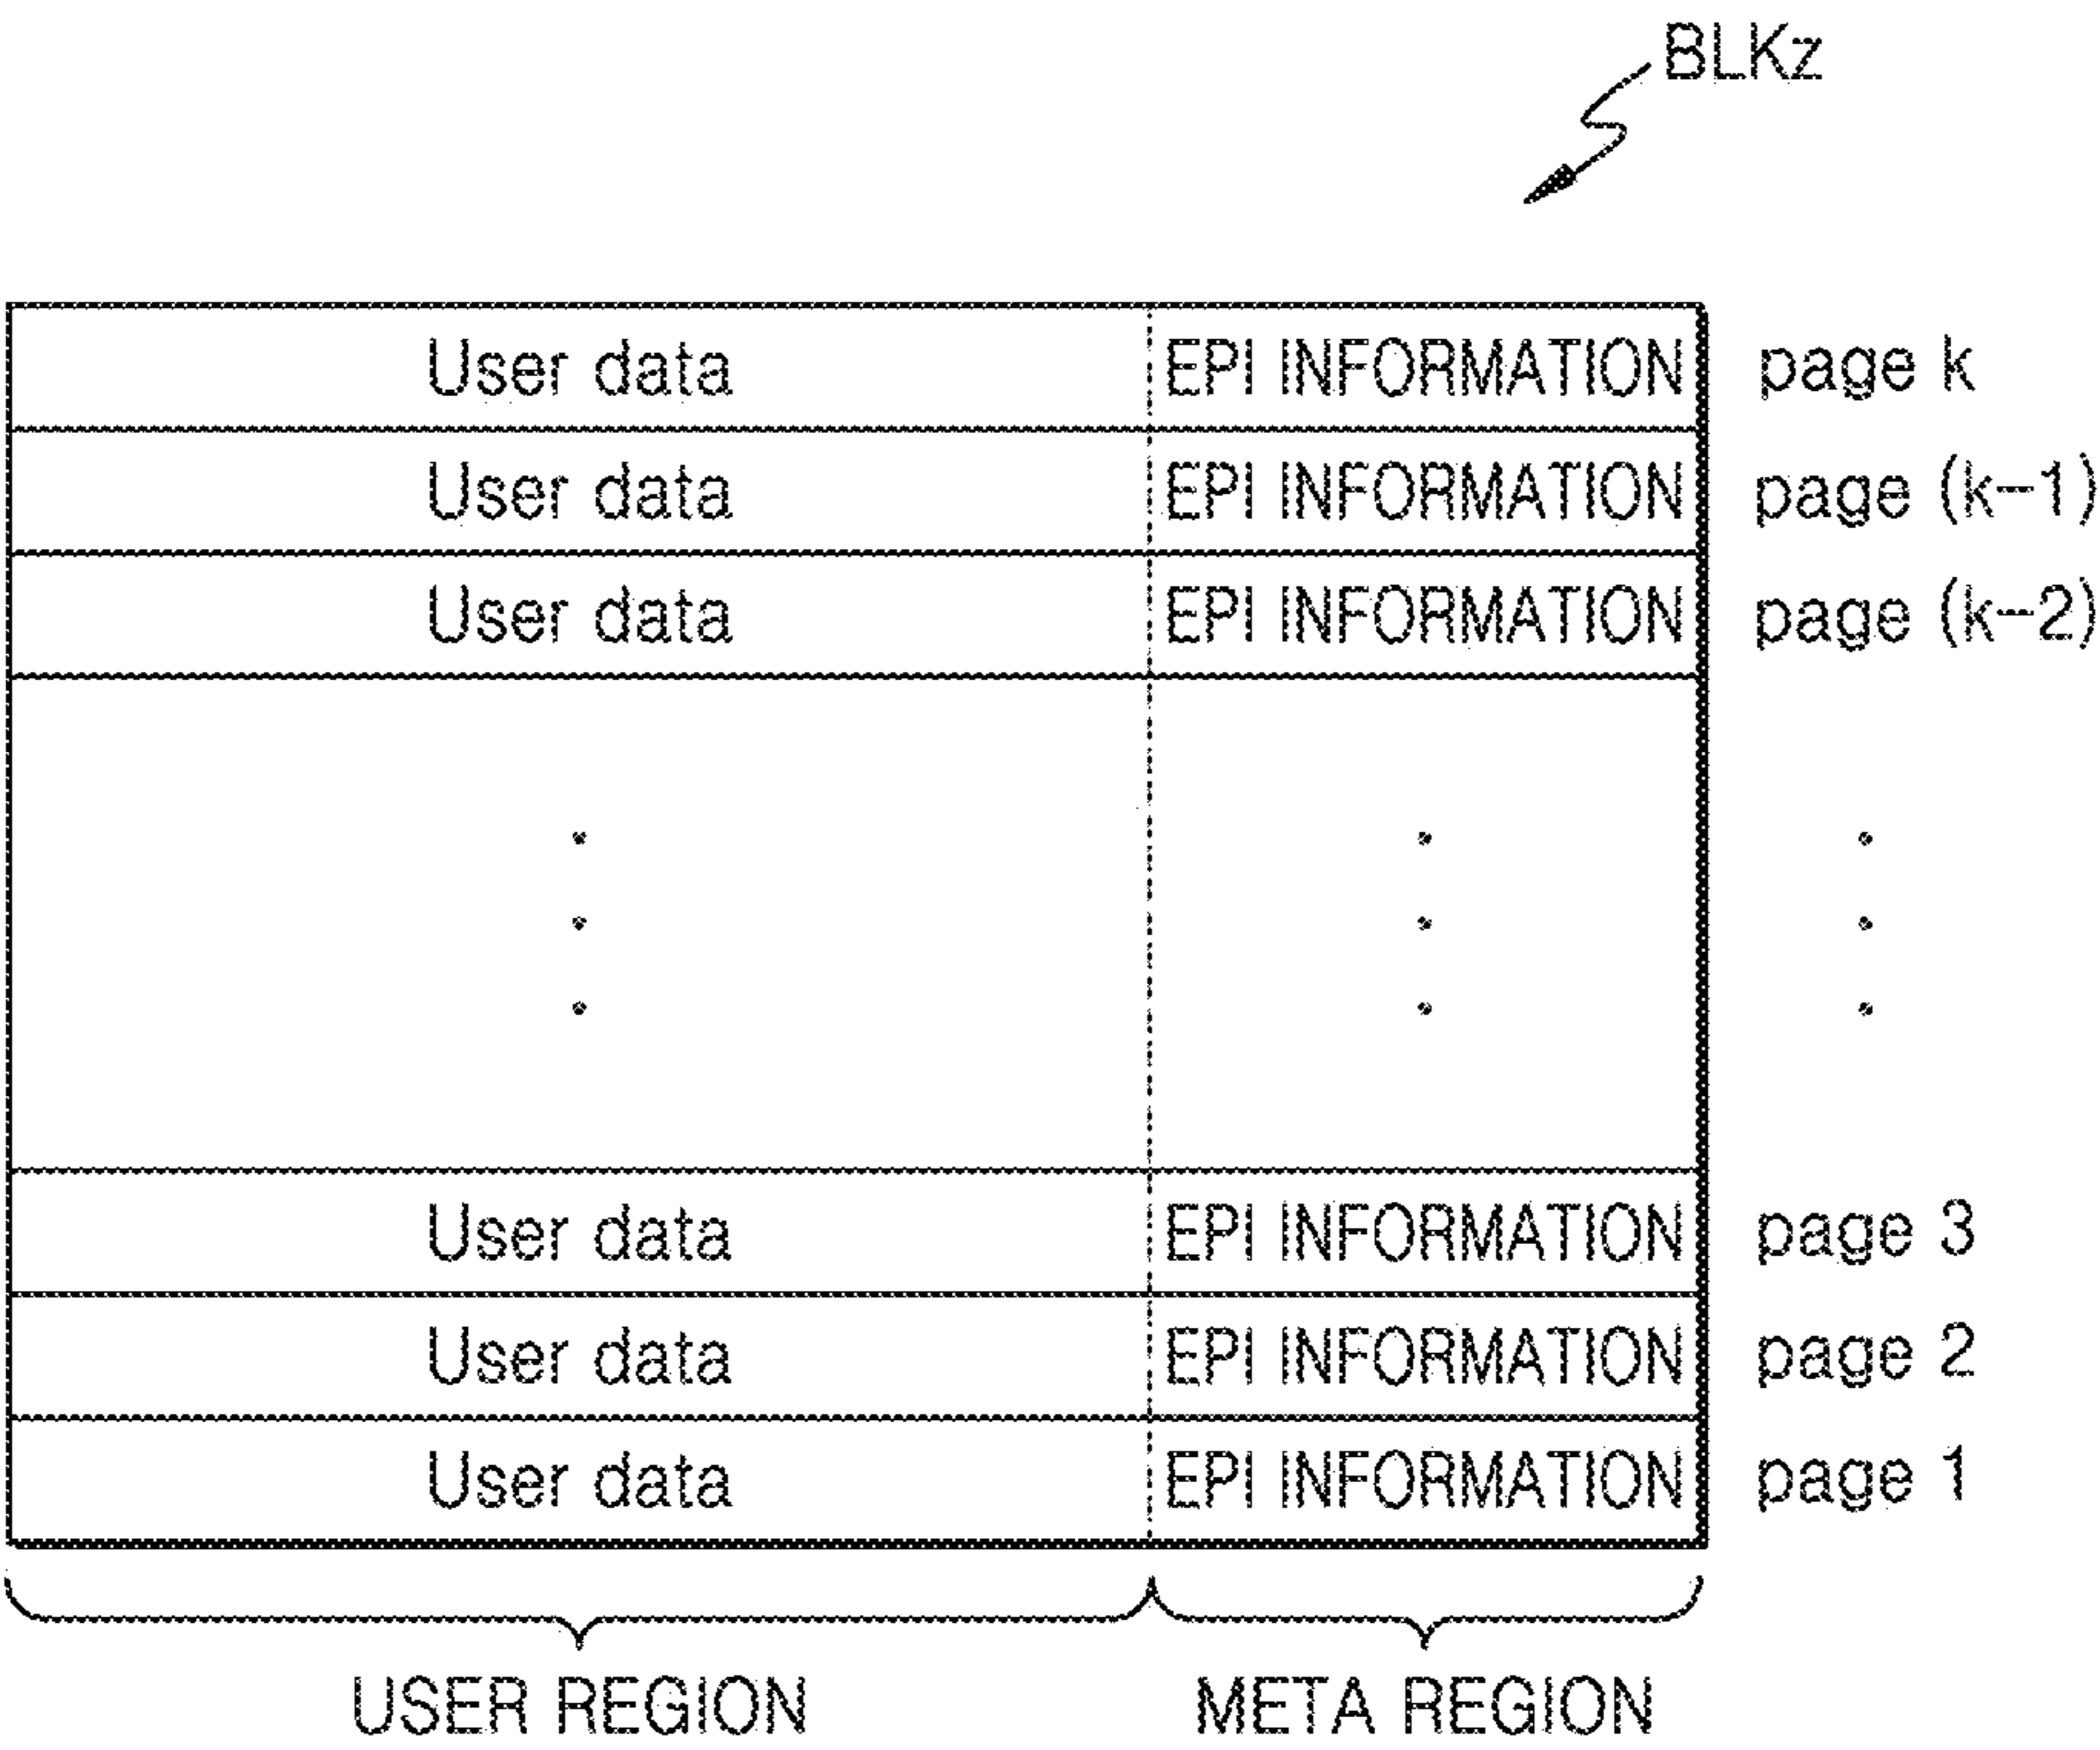 BLKz
User data EPI INFORMATION page k
User data EPI INFORMATION page (k-1)
User data EPI INFORMATION page (k-2)
User data EPI INFORMATION page 3
User data EPI INFORMATION page 2
User data EPI INFORMATION page 1
USER REGION META REGION